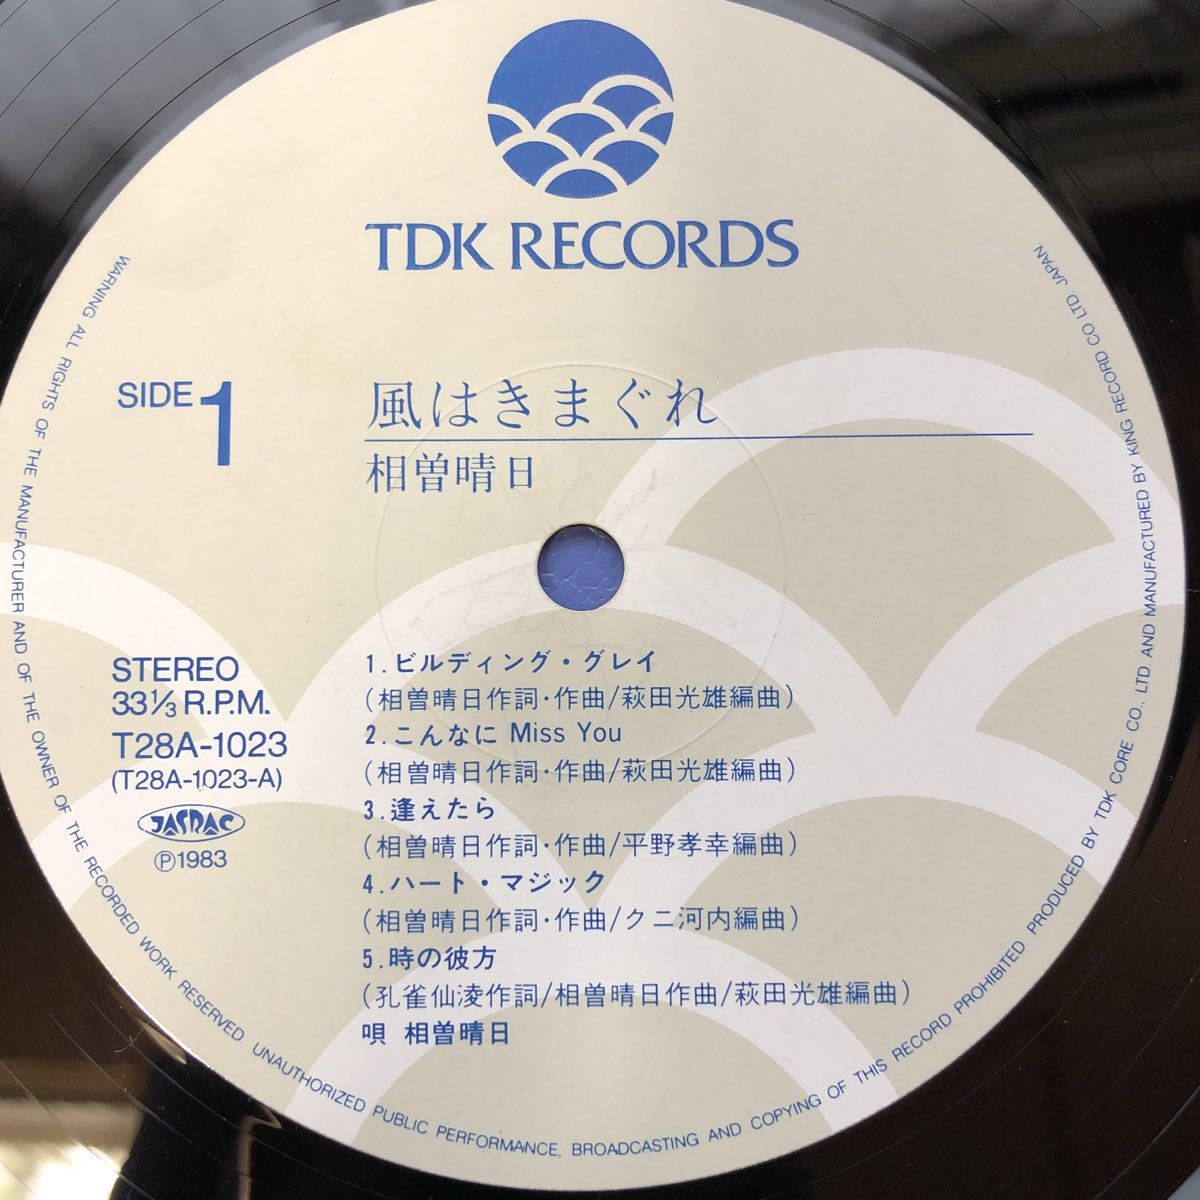 TDK RECORDS
SIDE 1
風はきまぐれ
相曽晴日
STEREO
33⅓ R.P.M.
T28A-1023
(T28A-1023-A)
JASRAC
Ⓟ1983
1.ビルディング・グレイ
(相曽晴日作詞・作曲/萩田光雄編曲)
2.こんなに Miss You
(相曽晴日作詞・作曲/萩田光雄編曲)
3.逢えたら
(相曽晴日作詞・作曲/平野孝幸編曲)
4.ハート・マジック
(相曽晴日作詞・作曲/クニ河内編曲)
5.時の彼方
(孔雀仙淩作詞/相曽晴日作曲/萩田光雄編曲)
唄 相曽晴日
WARNING ALL RIGHTS OF THE MANUFACTURER AND OF THE OWNER OF THE RECORDED WORK RESERVED. UNAUTHORIZED PUBLIC PERFORMANCE, BROADCASTING AND COPYING OF THIS RECORD PROHIBITED. PRODUCED BY TDK CORE CO., LTD. AND MANUFACTURED BY KING RECORD CO LTD. JAPAN